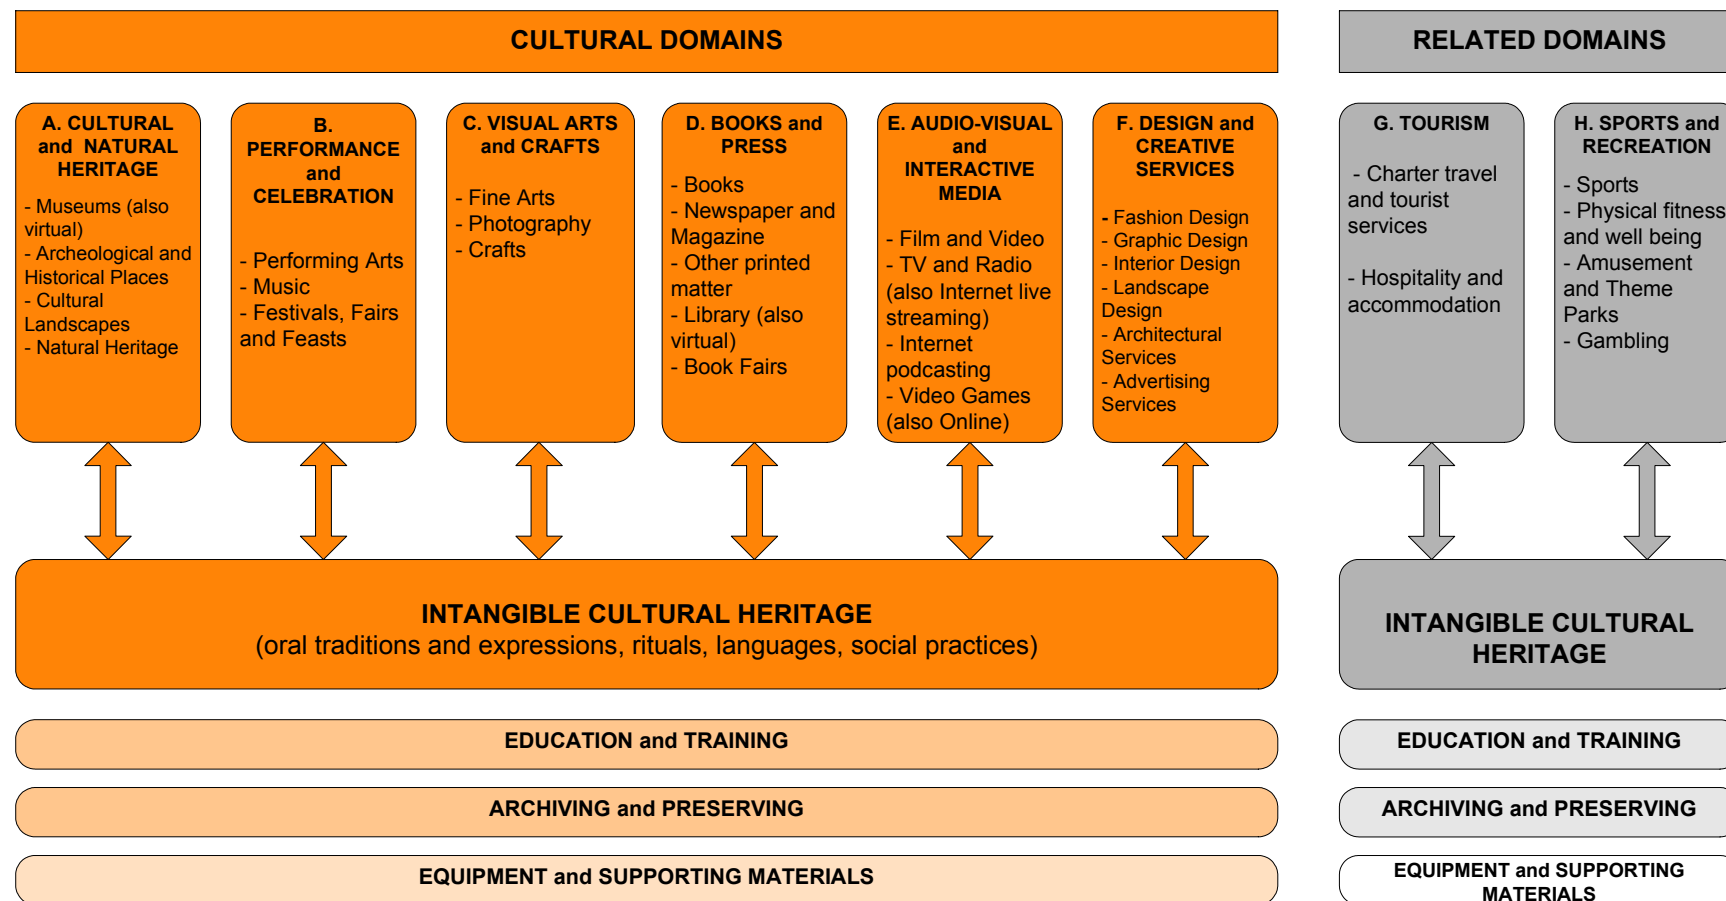 CULTURAL DOMAINS
RELATED DOMAINS
A. CULTURAL
and NATURAL
HERITAGE
- Museums (also
virtual)
- Archeological and
Historical Places
- Cultural
Landscapes
- Natural Heritage
B.
PERFORMANCE
and
CELEBRATION
- Performing Arts
- Music
- Festivals, Fairs
and Feasts
C. VISUAL ARTS
and CRAFTS
- Fine Arts
- Photography
- Crafts
D. BOOKS and
PRESS
- Books
- Newspaper and
Magazine
- Other printed
matter
- Library (also
virtual)
- Book Fairs
E. AUDIO-VISUAL
and
INTERACTIVE
MEDIA
- Film and Video
- TV and Radio
(also Internet live
streaming)
- Internet
podcasting
- Video Games
(also Online)
F. DESIGN and
CREATIVE
SERVICES
- Fashion Design
- Graphic Design
- Interior Design
- Landscape
Design
- Architectural
Services
- Advertising
Services
G. TOURISM
- Charter travel
and tourist
services
- Hospitality and
accommodation
H. SPORTS and
RECREATION
- Sports
- Physical fitness
and well being
- Amusement
and Theme
Parks
- Gambling
INTANGIBLE CULTURAL HERITAGE
(oral traditions and expressions, rituals, languages, social practices)
INTANGIBLE CULTURAL
HERITAGE
EDUCATION and TRAINING
EDUCATION and TRAINING
ARCHIVING and PRESERVING
ARCHIVING and PRESERVING
EQUIPMENT and SUPPORTING MATERIALS
EQUIPMENT and SUPPORTING
MATERIALS